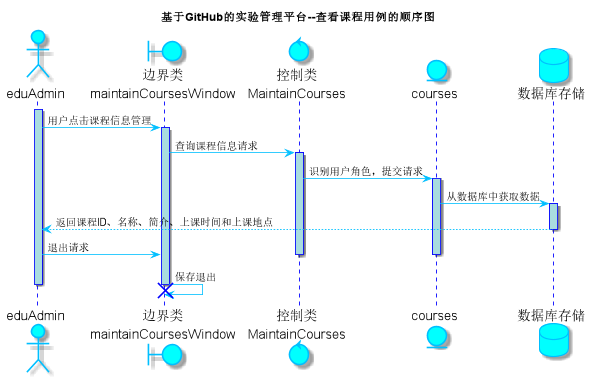 基于GitHub的实验管理平台--查看课程用例的顺序图
eduAdmin
边界类
maintainCoursesWindow
控制类
MaintainCourses
courses
数据库存储
用户点击课程信息管理
查询课程信息请求
识别用户角色，提交请求
从数据库中获取数据
返回课程ID、名称、简介、上课时间和上课地点
退出请求
保存退出
eduAdmin
边界类
maintainCoursesWindow
控制类
MaintainCourses
courses
数据库存储